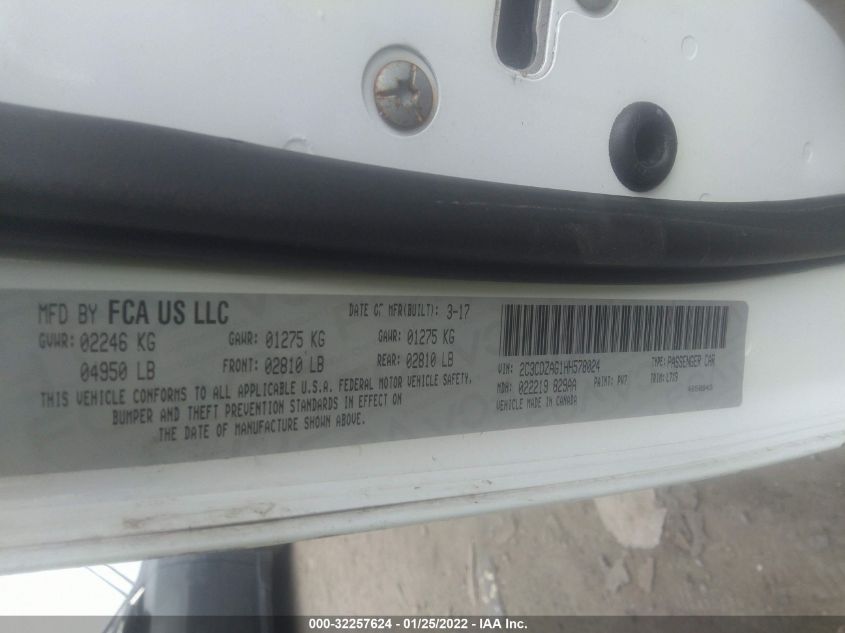 MFD BY FCA US LLC
DATE OF MFR(BUILT): 3-17
GVWR: 02246 KG
GAWR: 01275 KG
GAWR: 01275 KG
04950 LB
FRONT: 02810 LB
REAR: 02810 LB
THIS VEHICLE CONFORMS TO ALL APPLICABLE U.S.A. FEDERAL MOTOR VEHICLE SAFETY,
BUMPER AND THEFT PREVENTION STANDARDS IN EFFECT ON
THE DATE OF MANUFACTURE SHOWN ABOVE.
VIN: 2C3CDZAG1HH578024
TYPE: PASSENGER CAR
MDH: 022219 829AA
PAINT: PW7
TRIM:
VEHICLE MADE IN CANADA
000-32257624 - 01/25/2022 - IAA Inc.